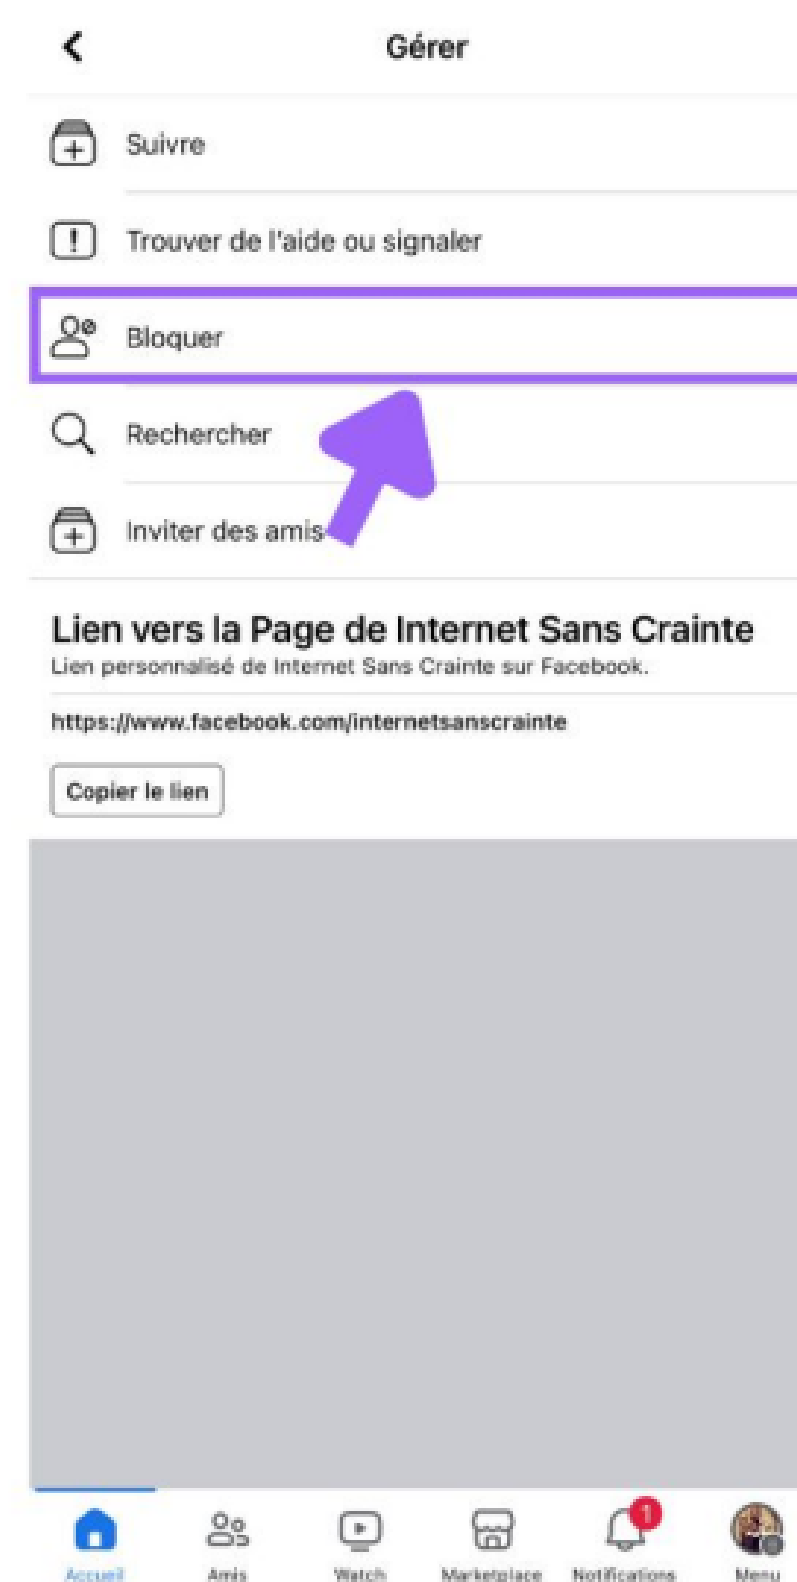 Gérer
Suivre
Trouver de l'aide ou signaler
Bloquer
Rechercher
Inviter des amis
Lien vers la Page de Internet Sans Crainte
Lien personnalisé de Internet Sans Crainte sur Facebook.
https://www.facebook.com/internetsanscrainte
Copier le lien
1
Accueil
Amis
Watch
Marketplace
Notifications
Menu